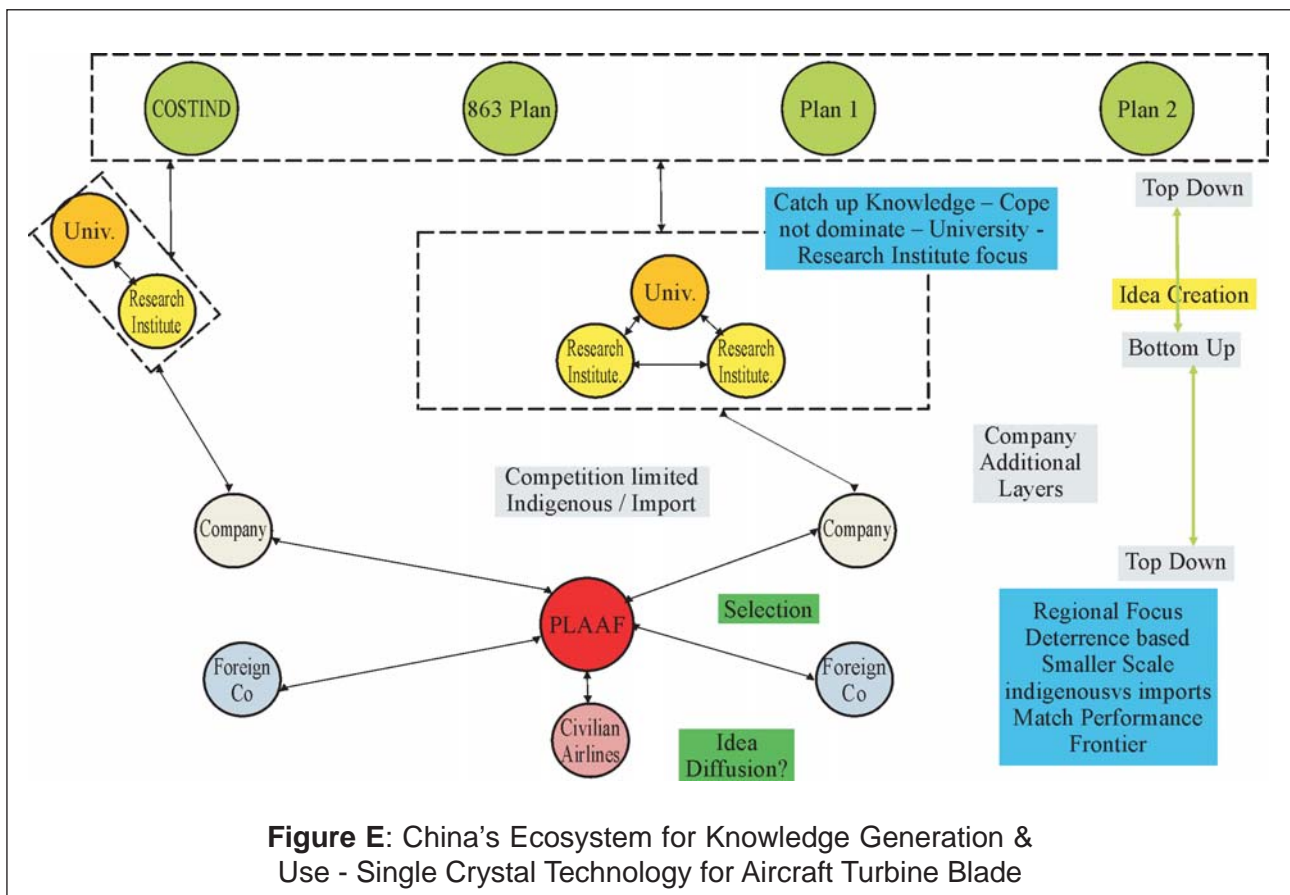 COSTIND
863 Plan
Plan 1
Plan 2
Univ.
Research
Institute
Catch up Knowledge – Cope
not dominate – University -
Research Institute focus
Top Down
Idea Creation
Bottom Up
Univ.
Research
Institute.
Research
Institute.
Company
Additional
Layers
Competition limited
Indigenous / Import
Company
Company
Top Down
PLAAF
Selection
Regional Focus
Deterrence based
Smaller Scale
indigenousvs imports
Match Performance
Frontier
Foreign
Co
Foreign
Co
Civilian
Airlines
Idea
Diffusion?
Figure E: China's Ecosystem for Knowledge Generation &
Use - Single Crystal Technology for Aircraft Turbine Blade